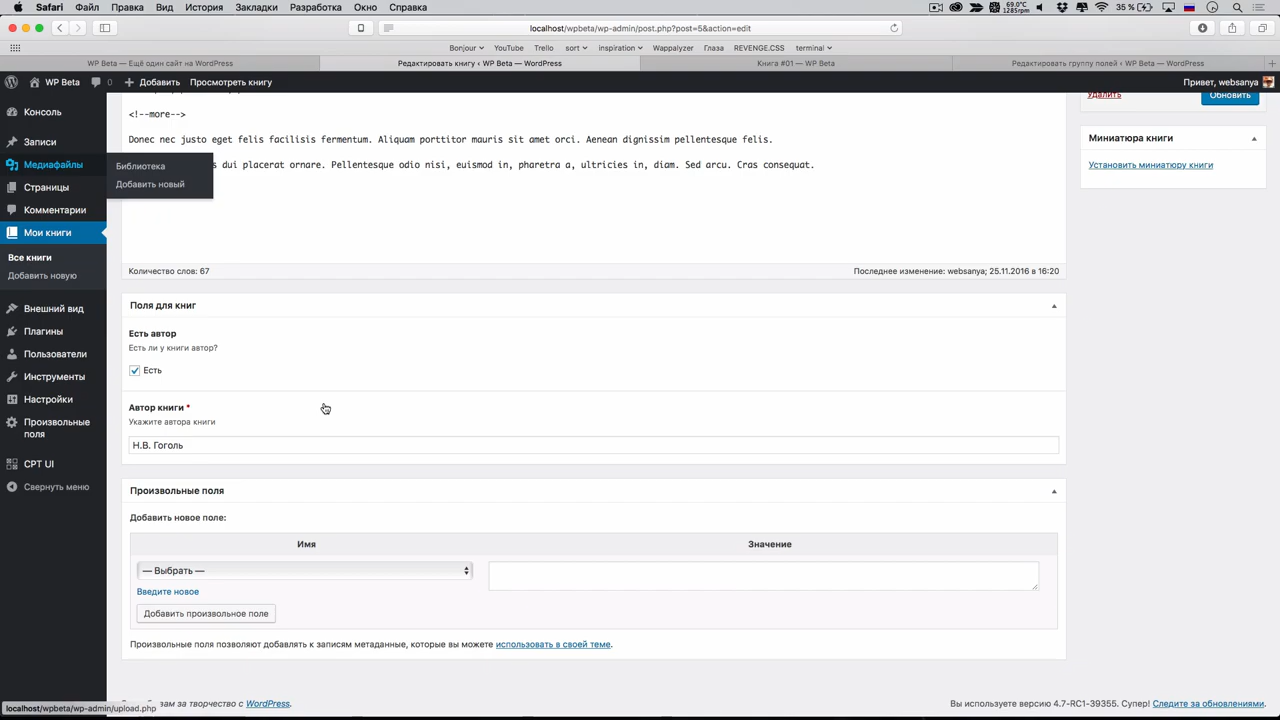 Safari Файл Правка Вид История Закладки Разработка Окно Справка
69.0°C 1285rpm 35 %
localhost/wpbeta/wp-admin/post.php?post=5&action=edit
Bonjour YouTube Trello sort inspiration Wappalyzer Глаза REVENGE.CSS terminal
WP Beta — Ещё один сайт на WordPress
Редактировать книгу ‹ WP Beta — WordPress
Книга #01 — WP Beta
Редактировать группу полей ‹ WP Beta — WordPress
WP Beta 0 + Добавить Просмотреть книгу Привет, websanya
Консоль
Записи
Медиафайлы
Библиотека
Добавить новый
Страницы
Комментарии
Мои книги
Все книги
Добавить новую
Внешний вид
Плагины
Пользователи
Инструменты
Настройки
Произвольные
поля
CPT UI
Свернуть меню
<!--more-->
Donec nec justo eget felis facilisis fermentum. Aliquam porttitor mauris sit amet orci. Aenean dignissim pellentesque felis.
dui placerat ornare. Pellentesque odio nisi, euismod in, pharetra a, ultricies in, diam. Sed arcu. Cras consequat.
Количество слов: 67
Последнее изменение: websanya; 25.11.2016 в 16:20
Удалить
Обновить
Миниатюра книги
Установить миниатюру книги
Поля для книг
Есть автор
Есть ли у книги автор?
Есть
Автор книги *
Укажите автора книги
Н.В. Гоголь
Произвольные поля
Добавить новое поле:
Имя Значение
— Выбрать —
Введите новое
Добавить произвольное поле
Произвольные поля позволяют добавлять к записям метаданные, которые вы можете использовать в своей теме.
за творчество с WordPress.
Вы используете версию 4.7-RC1-39355. Супер! Следите за обновлениями.
localhost/wpbeta/wp-admin/upload.php